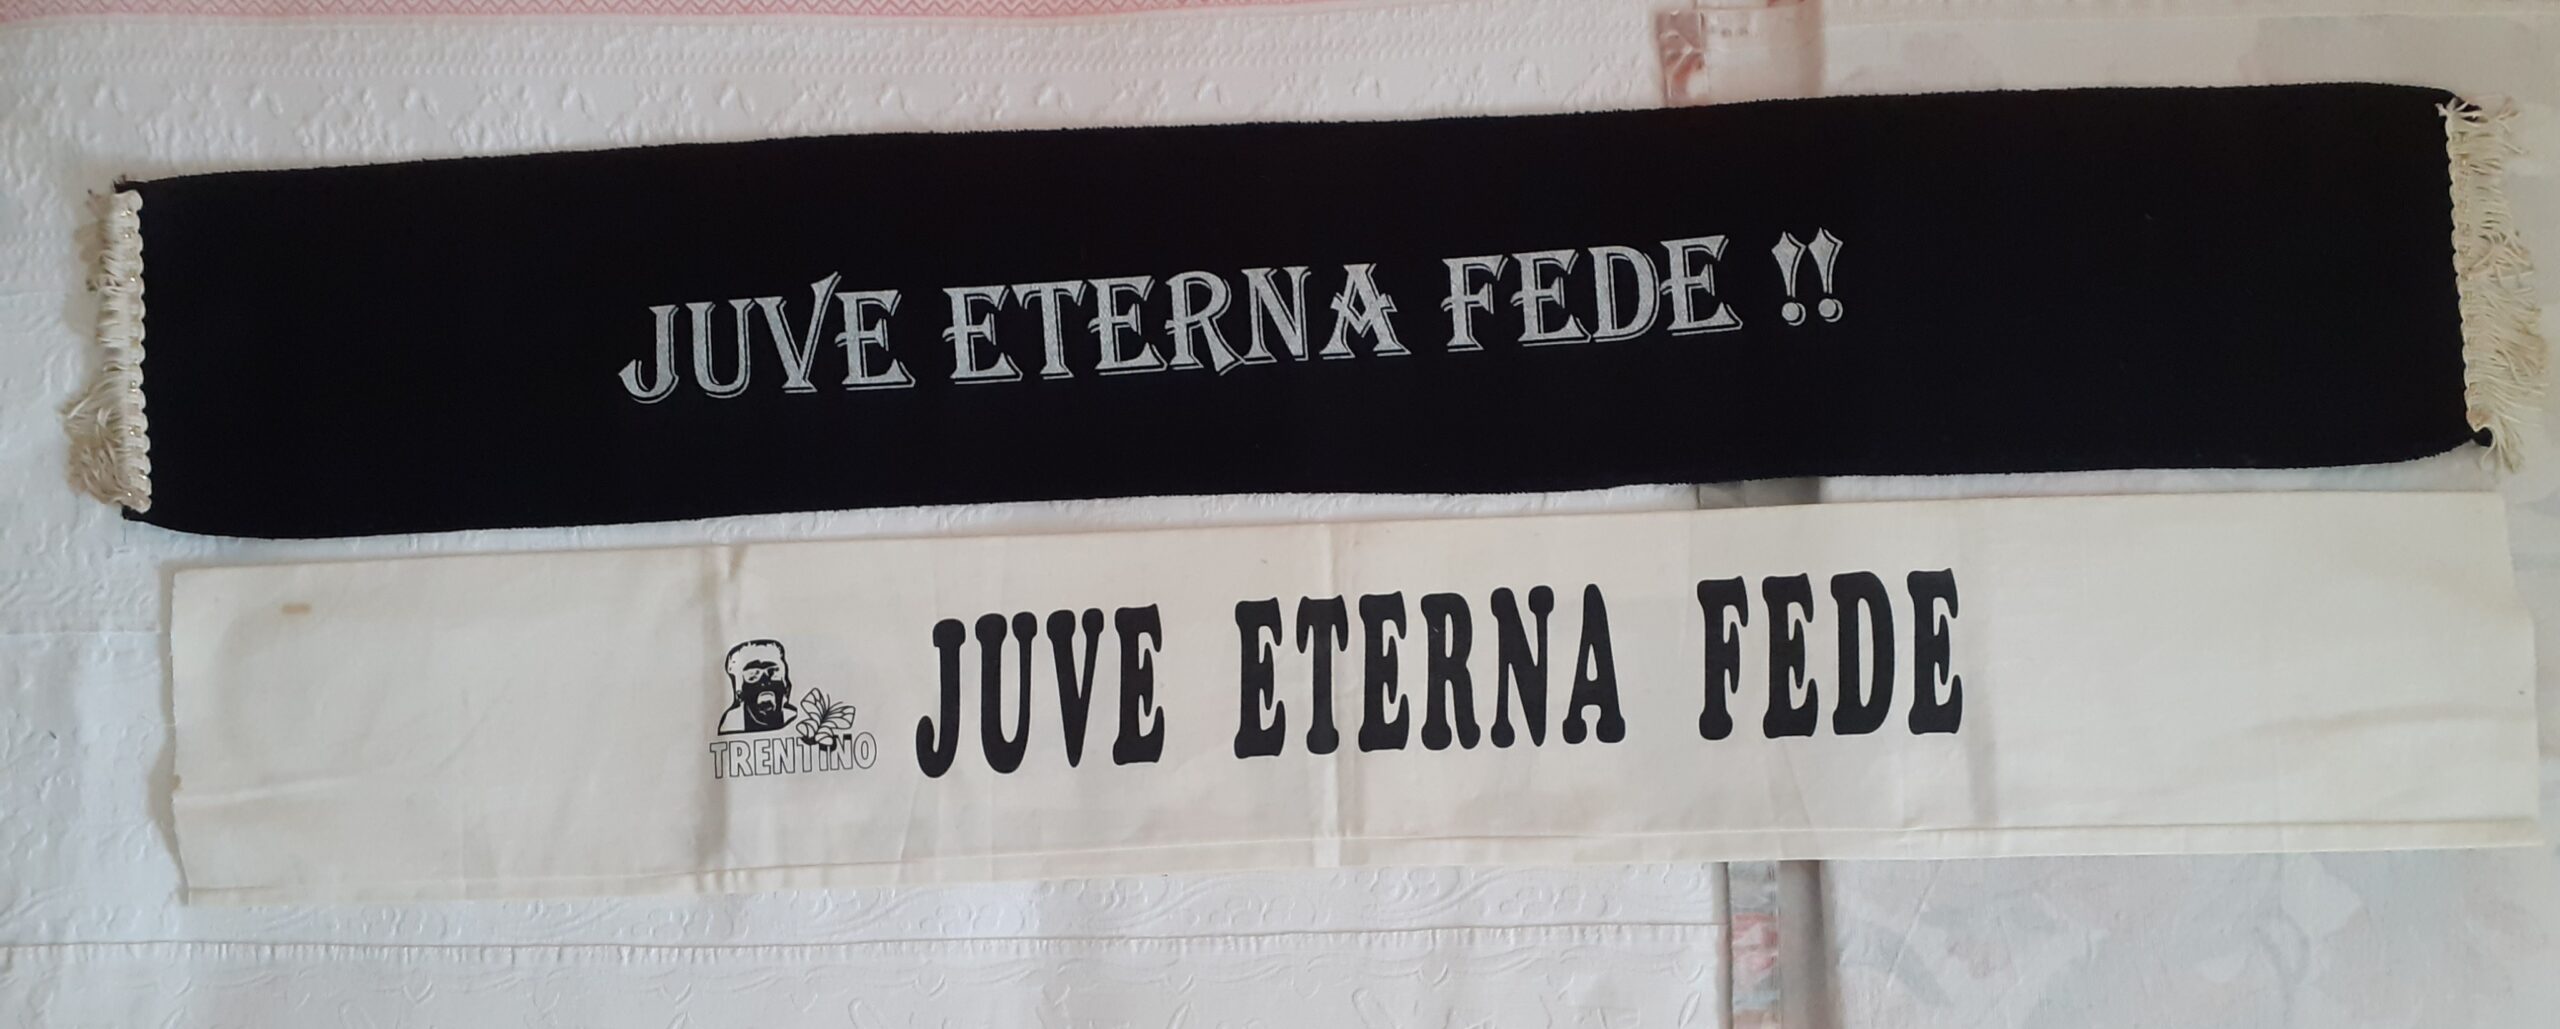 JUVE ETERNA FEDE !!
JUVE ETERNA FEDE
TRENTINO